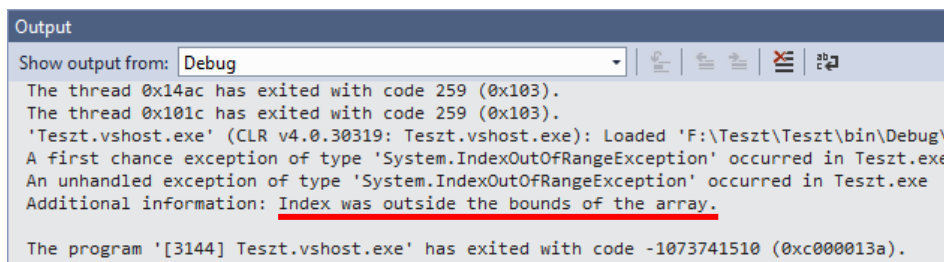 Output
Show output from: Debug
The thread 0x14ac has exited with code 259 (0x103).
The thread 0x101c has exited with code 259 (0x103).
'Teszt.vshost.exe' (CLR v4.0.30319: Teszt.vshost.exe): Loaded 'F:\Teszt\Teszt\bin\Debug\
A first chance exception of type 'System.IndexOutOfRangeException' occurred in Teszt.exe
An unhandled exception of type 'System.IndexOutOfRangeException' occurred in Teszt.exe
Additional information: Index was outside the bounds of the array.
The program '[3144] Teszt.vshost.exe' has exited with code -1073741510 (0xc000013a).